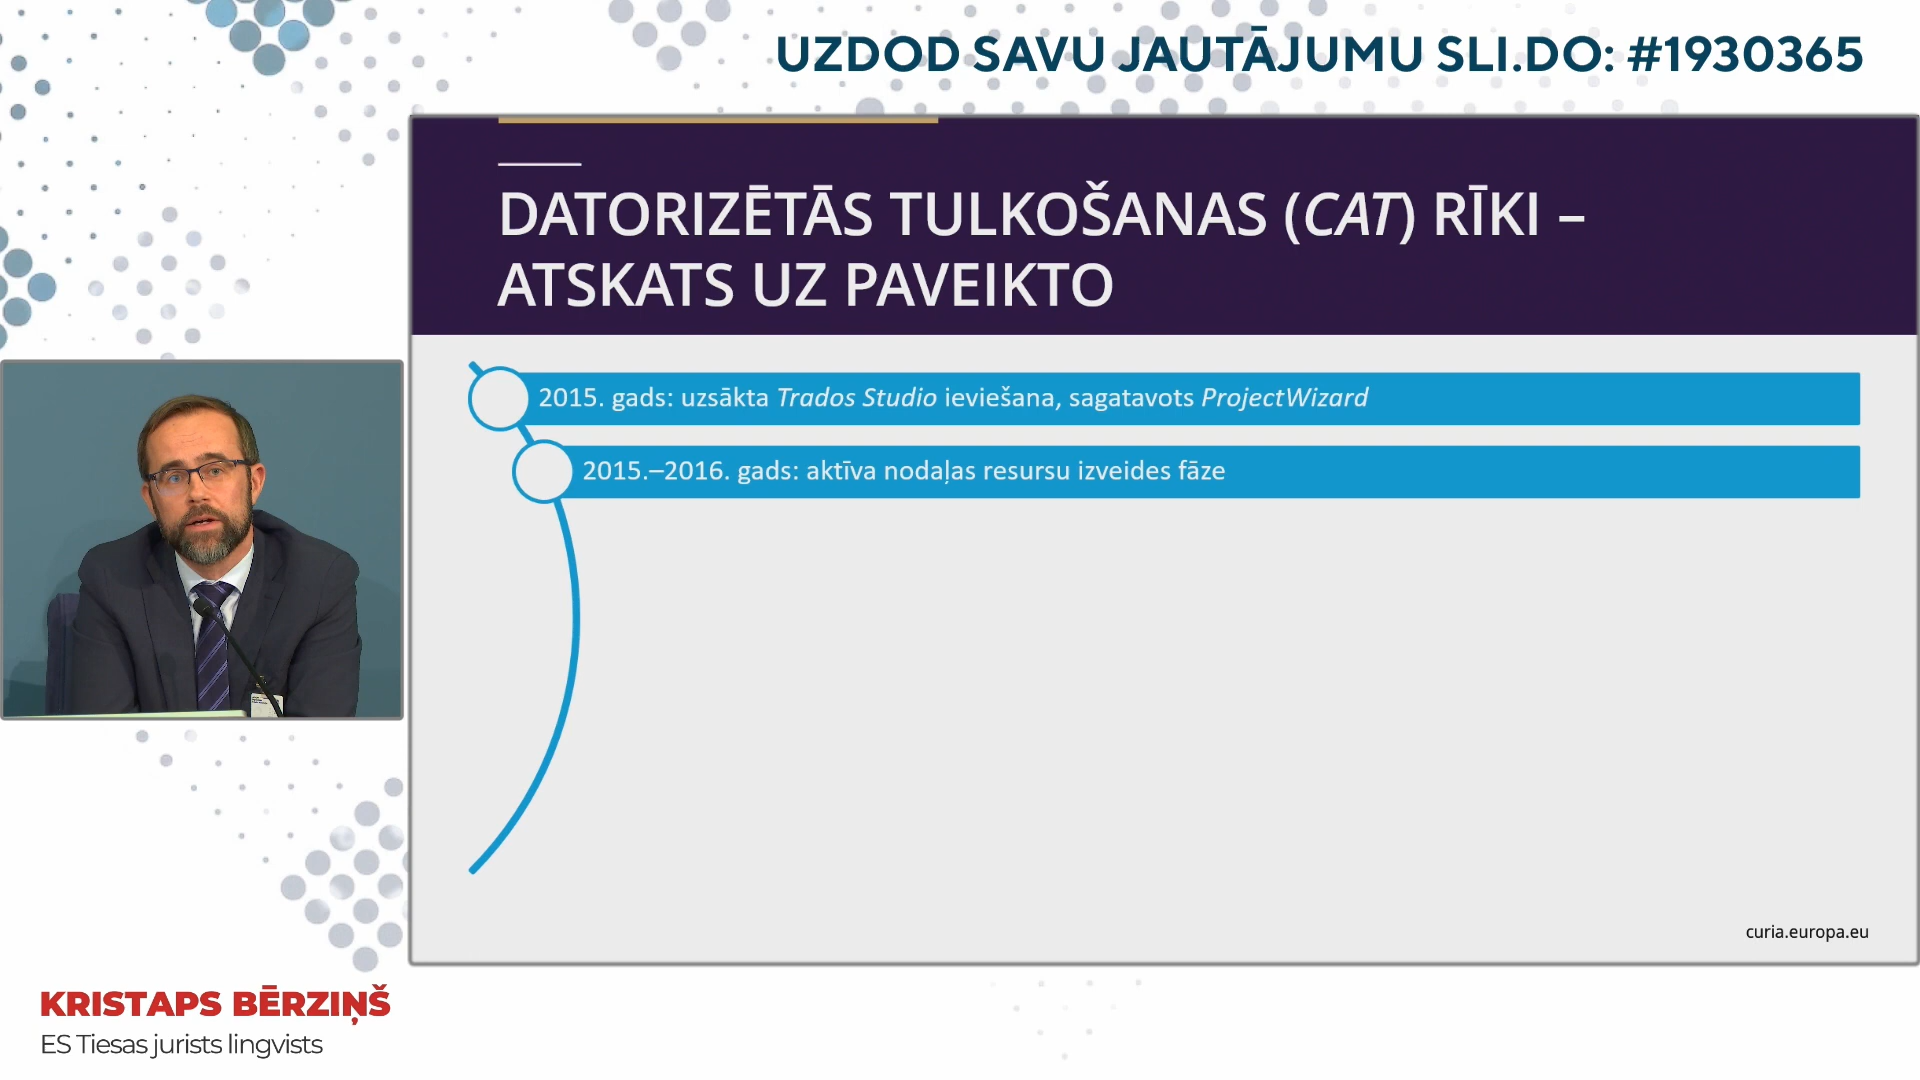 UZDOD SAVU JAUTĀJUMU SLI.DO: #1930365
DATORIZĒTĀS TULKOŠANAS (CAT) RĪKI –
ATSKATS UZ PAVEIKTO
2015. gads: uzsākta Trados Studio ieviešana, sagatavots ProjectWizard
2015.–2016. gads: aktīva nodaļas resursu izveides fāze
curia.europa.eu
KRISTAPS BĒRZIŅŠ
ES Tiesas jurists lingvists